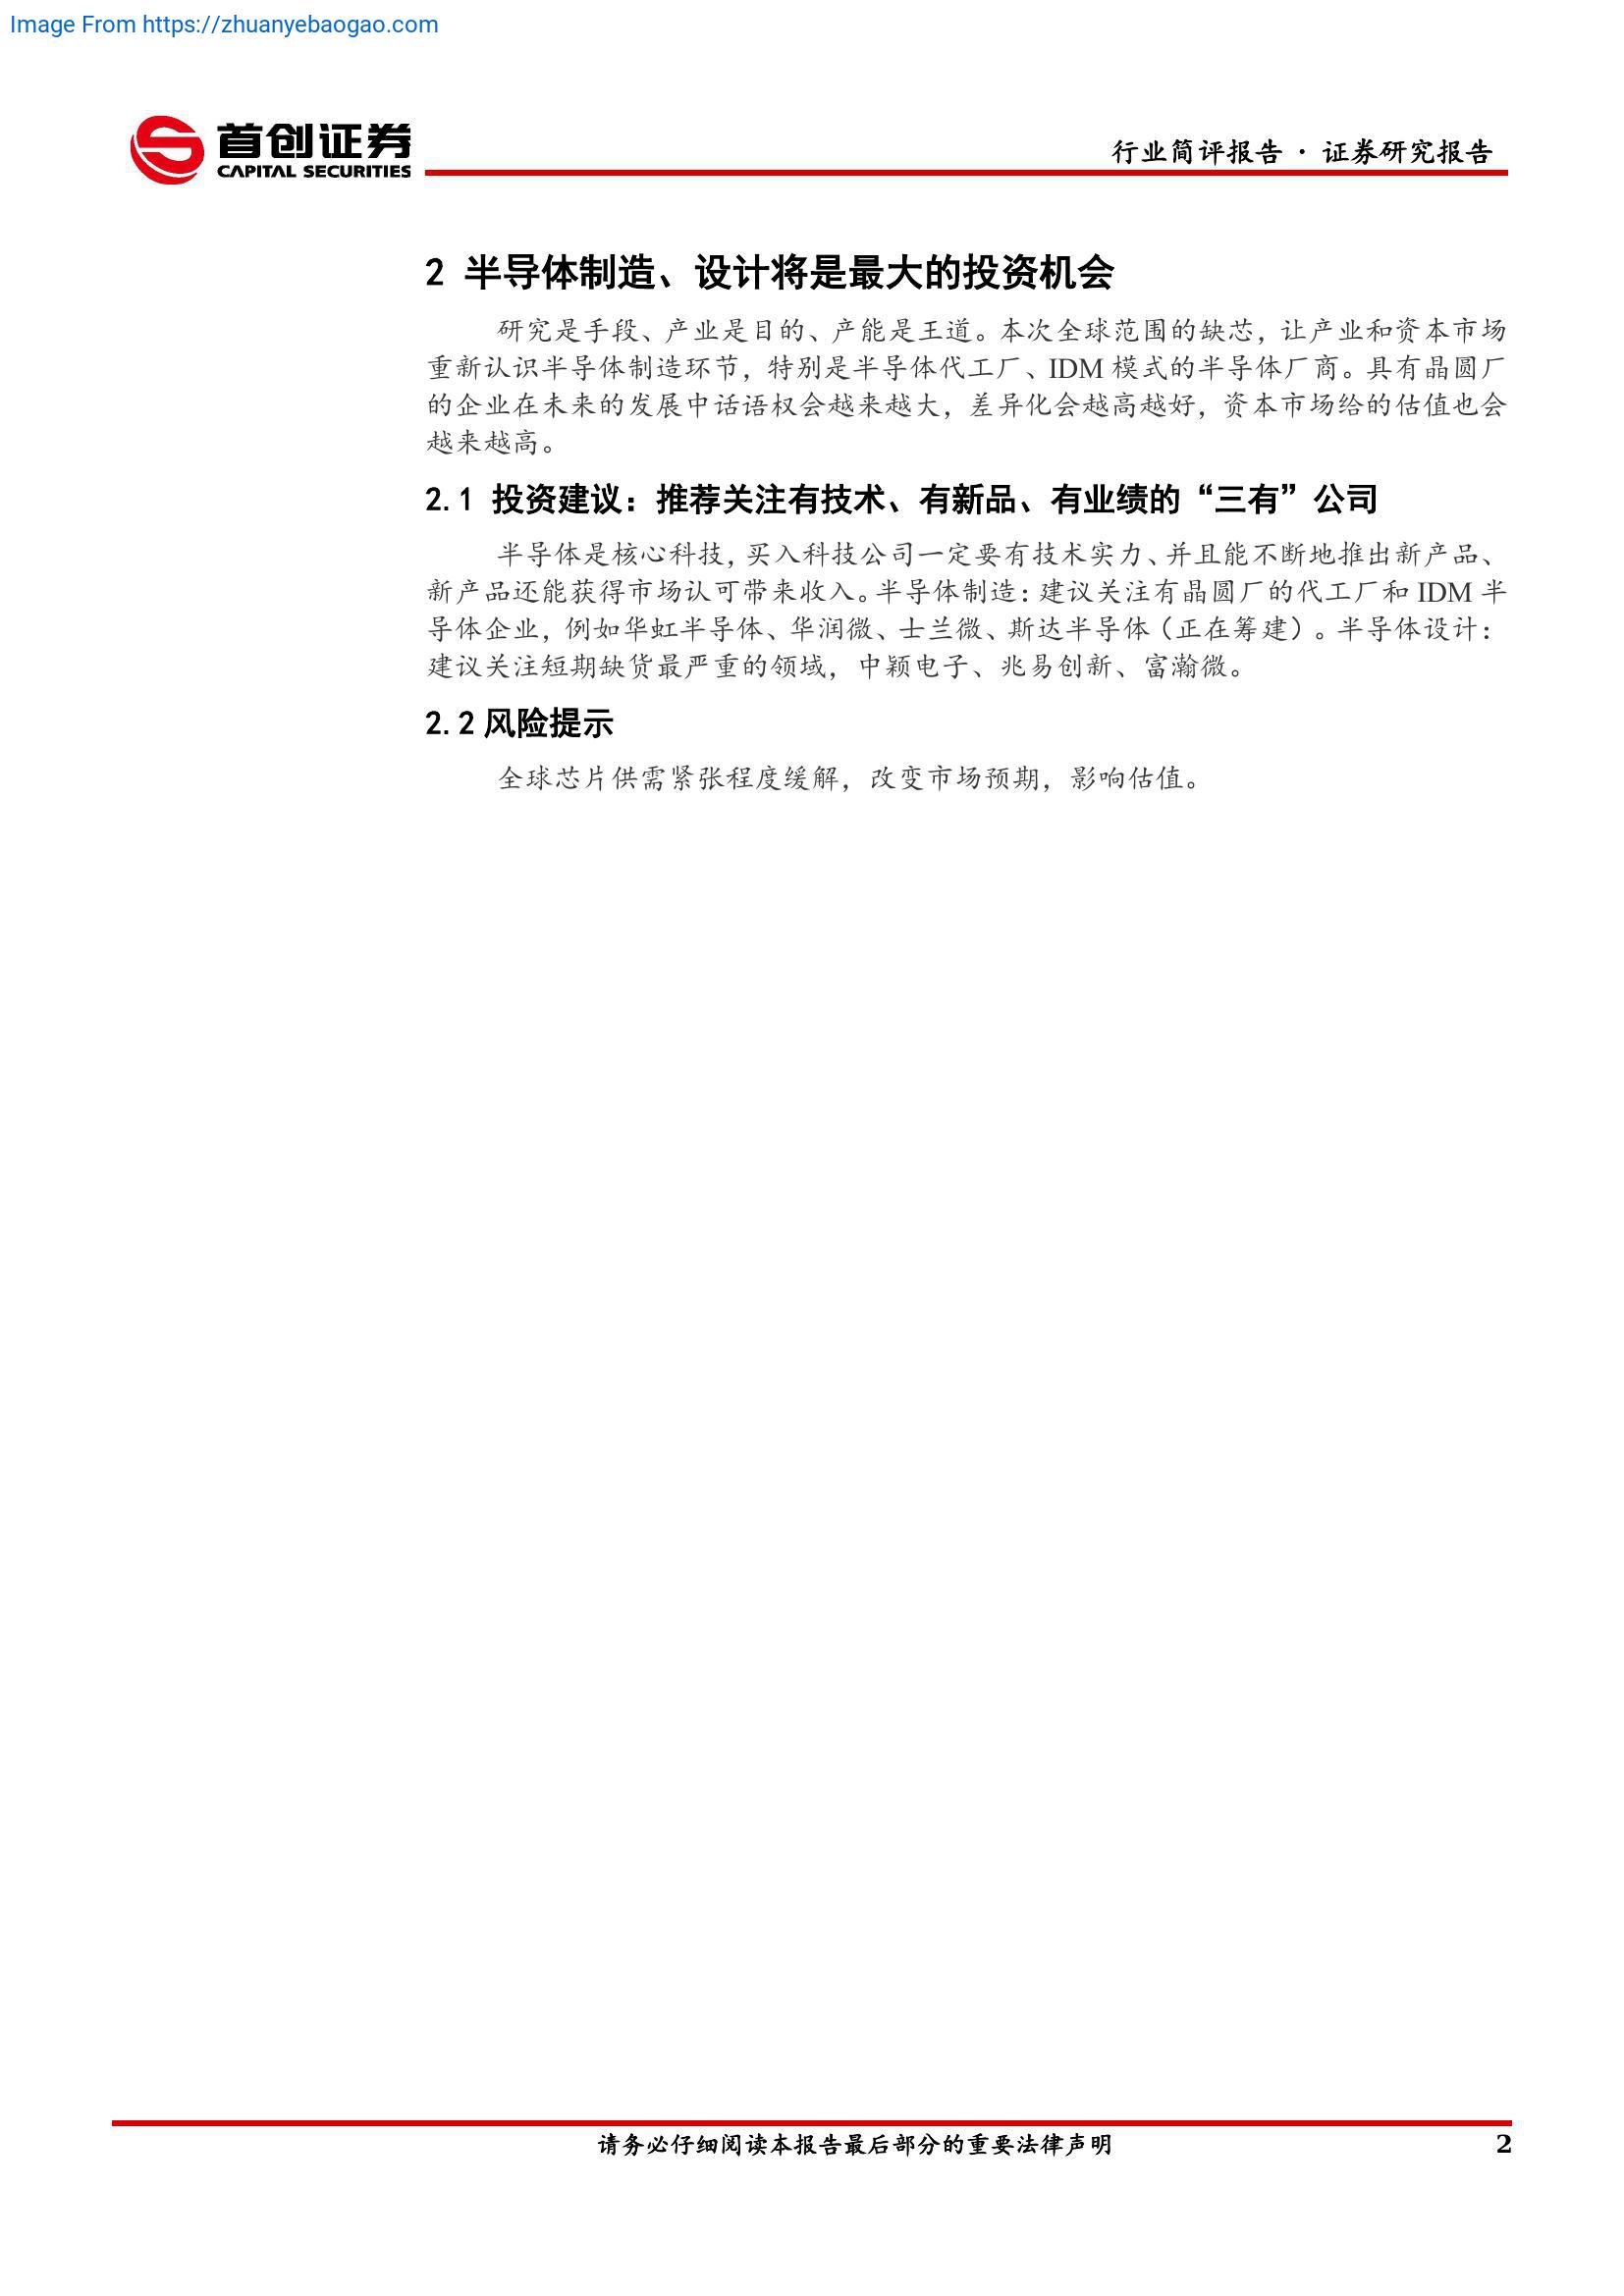 Image From https://zhuanyebaogao.com
首创证券
CAPITAL SECURITIES
行业简评报告 · 证券研究报告
2 半导体制造、设计将是最大的投资机会
研究是手段、产业是目的、产能是王道。本次全球范围的缺芯，让产业和资本市场
重新认识半导体制造环节，特别是半导体代工厂、IDM 模式的半导体厂商。具有晶圆厂
的企业在未来的发展中话语权会越来越大，差异化会越高越好，资本市场给的估值也会
越来越高。
2.1 投资建议：推荐关注有技术、有新品、有业绩的“三有”公司
半导体是核心科技，买入科技公司一定要有技术实力、并且能不断地推出新产品、
新产品还能获得市场认可带来收入。半导体制造：建议关注有晶圆厂的代工厂和 IDM 半
导体企业，例如华虹半导体、华润微、士兰微、斯达半导体（正在筹建）。半导体设计：
建议关注短期缺货最严重的领域，中颖电子、兆易创新、富瀚微。
2.2 风险提示
全球芯片供需紧张程度缓解，改变市场预期，影响估值。
请务必仔细阅读本报告最后部分的重要法律声明
2